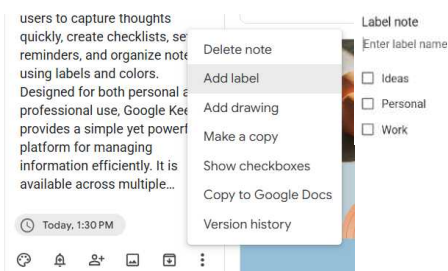 users to capture thoughts
quickly, create checklists, se
reminders, and organize note
using labels and colors.
Designed for both personal a
professional use, Google Kee
provides a simple yet powerf
platform for managing
information efficiently. It is
available across multiple...
Today, 1:30 PM
Delete note
Add label
Add drawing
Make a copy
Show checkboxes
Copy to Google Docs
Version history
Label note
Enter label name
Ideas
Personal
Work